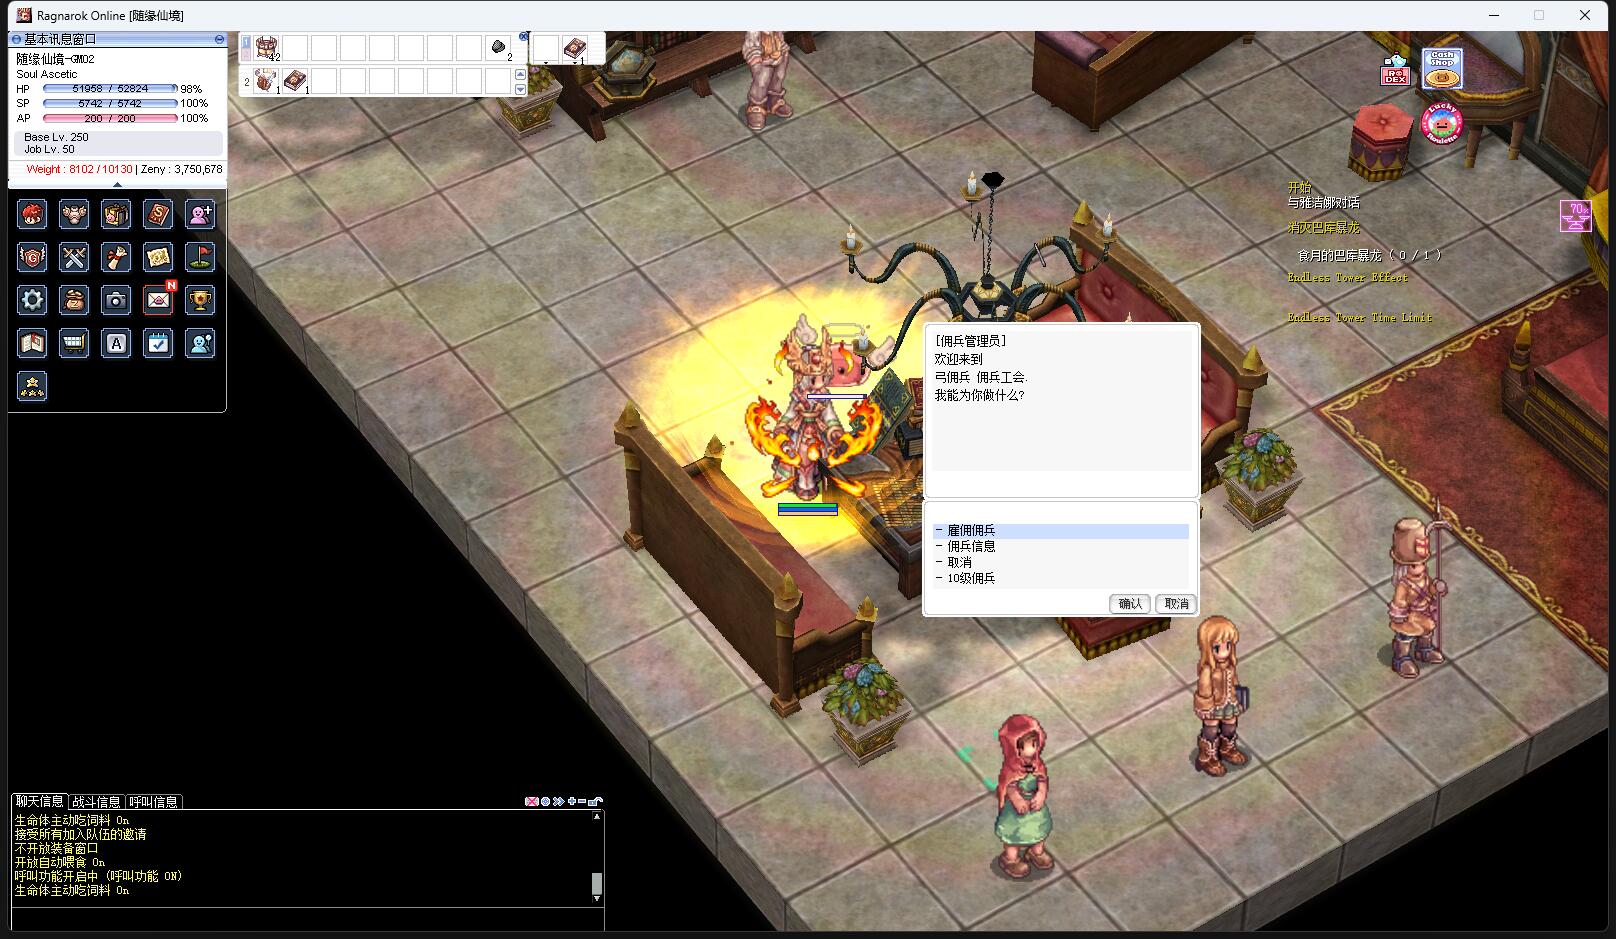 Ragnarok Online [随缘仙境]
基本讯息窗口
随缘仙境-GM02
Soul Ascetic
HP 51958 / 52824 98%
SP 5742 / 5742 100%
AP 200 / 200 100%
Base Lv. 250
Job Lv. 50
Weight : 8102 / 10130 | Zeny : 3,750,678
1
42
2
1
2
1
1
Cash Shop
RODEX
Lucky Roulette
70%
开始
与雅洁娜对话
消灭巴库暴龙
食月的巴库暴龙 ( 0 / 1 )
Endless Tower Effect
Endless Tower Time Limit
N
A
[佣兵管理员]
欢迎来到
弓佣兵 佣兵工会.
我能为你做什么?
- 雇佣佣兵
- 佣兵信息
- 取消
- 10级佣兵
确认 取消
聊天信息 战斗信息 呼叫信息
生命体主动吃饲料 On
接受所有加入队伍的邀请
不开放装备窗口
开放自动喂食 On
呼叫功能开启中 (呼叫功能 ON)
生命体主动吃饲料 On